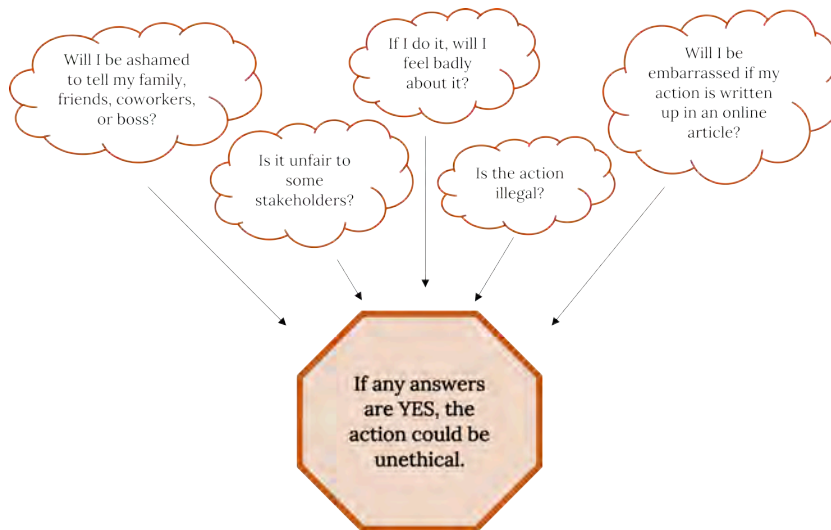 Will I be ashamed
to tell my family,
friends, coworkers,
or boss?
If I do it, will I
feel badly
about it?
Will I be
embarrassed if my
action is written
up in an online
article?
Is it unfair to
some
stakeholders?
Is the action
illegal?
If any answers
are YES, the
action could be
unethical.